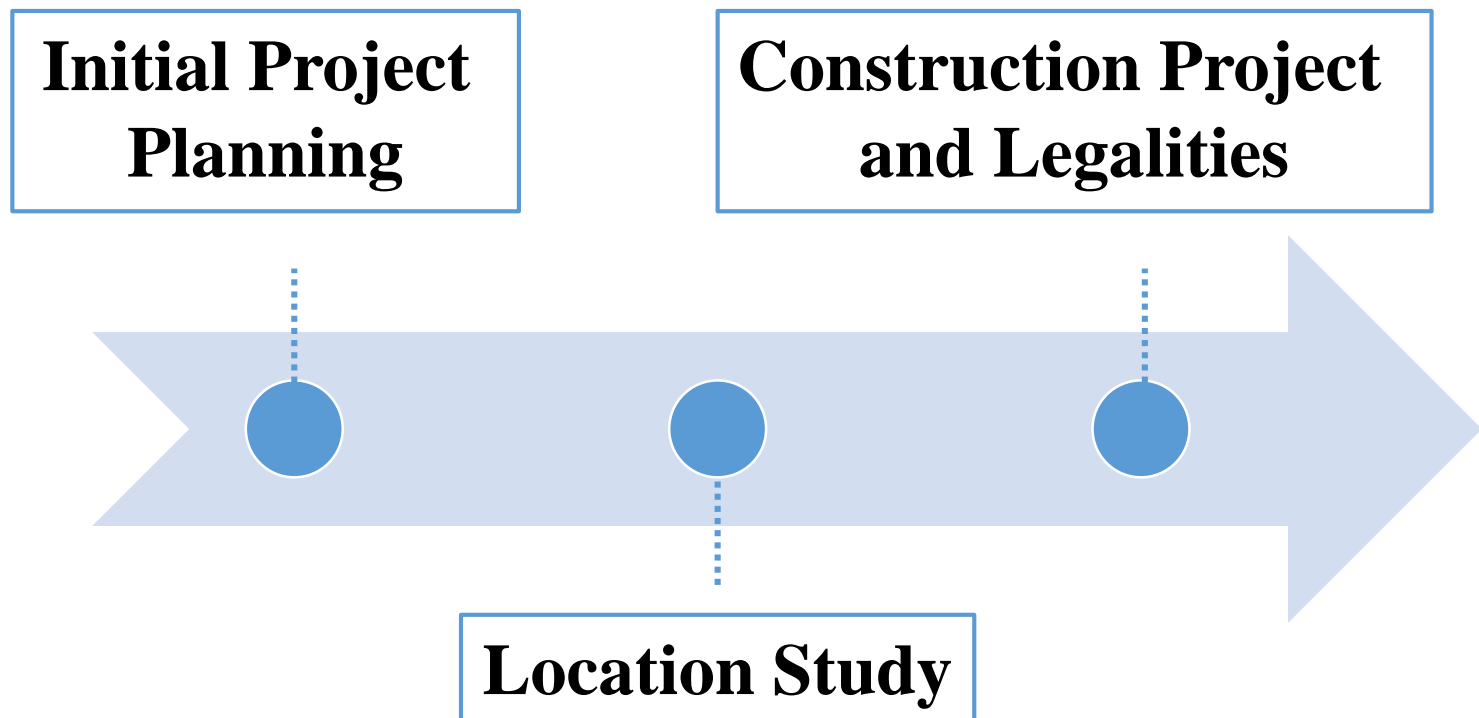 Initial Project
Planning
Construction Project
and Legalities
Location Study